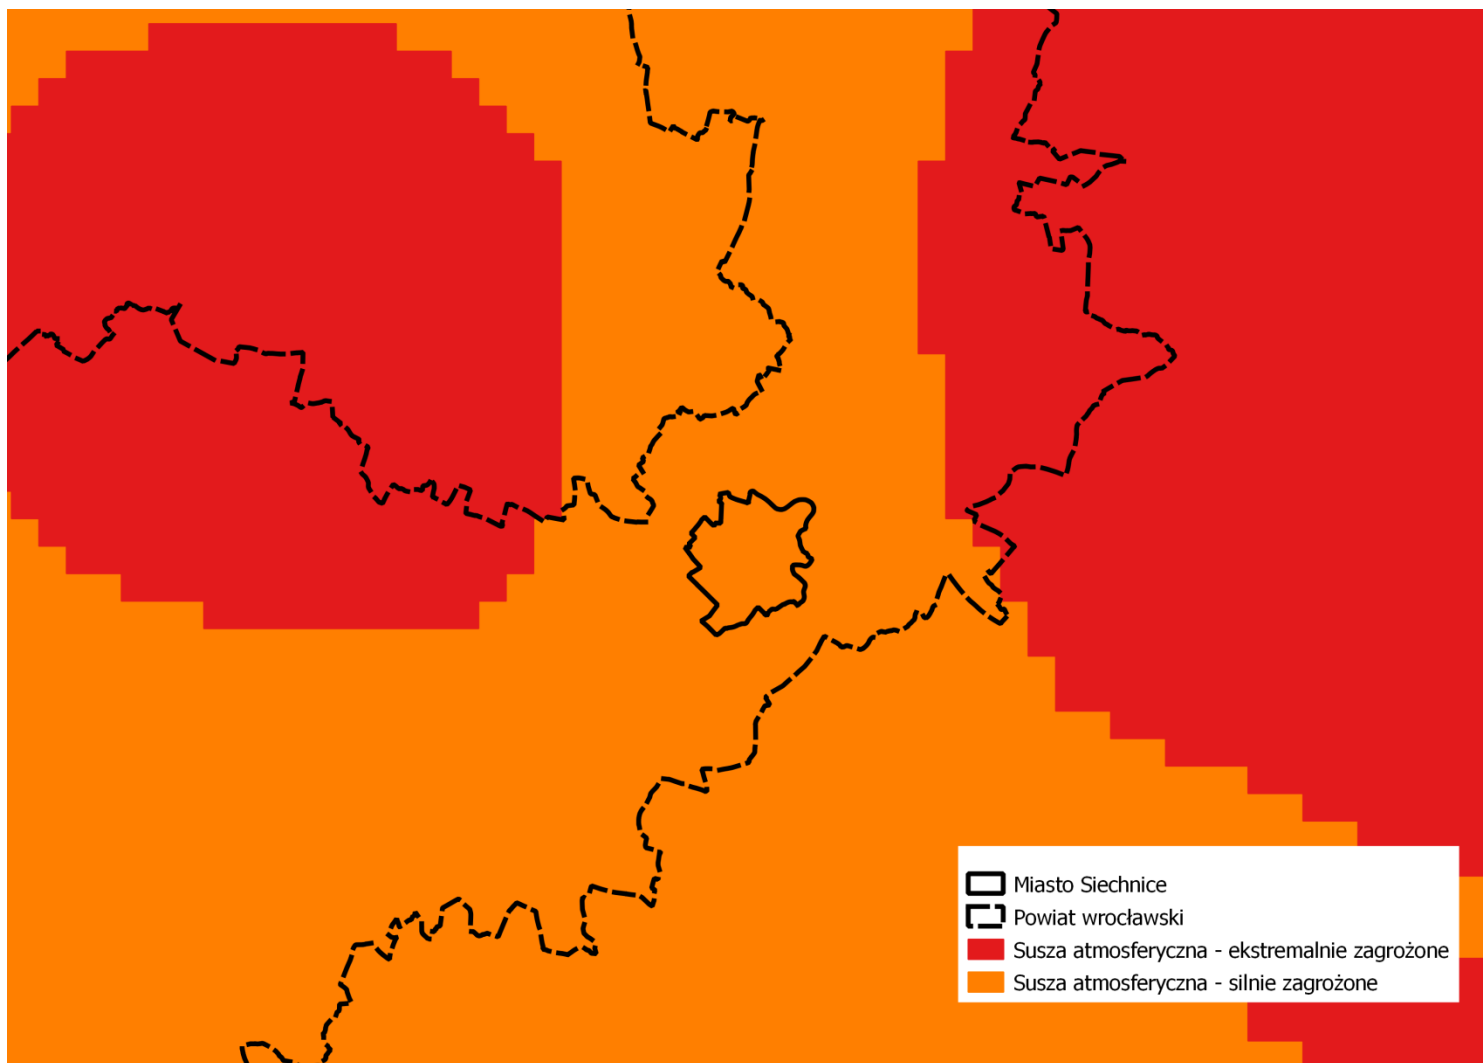 Miasto Siechnice
Powiat wrocławski
Susza atmosferyczna - ekstremalnie zagrożone
Susza atmosferyczna - silnie zagrożone